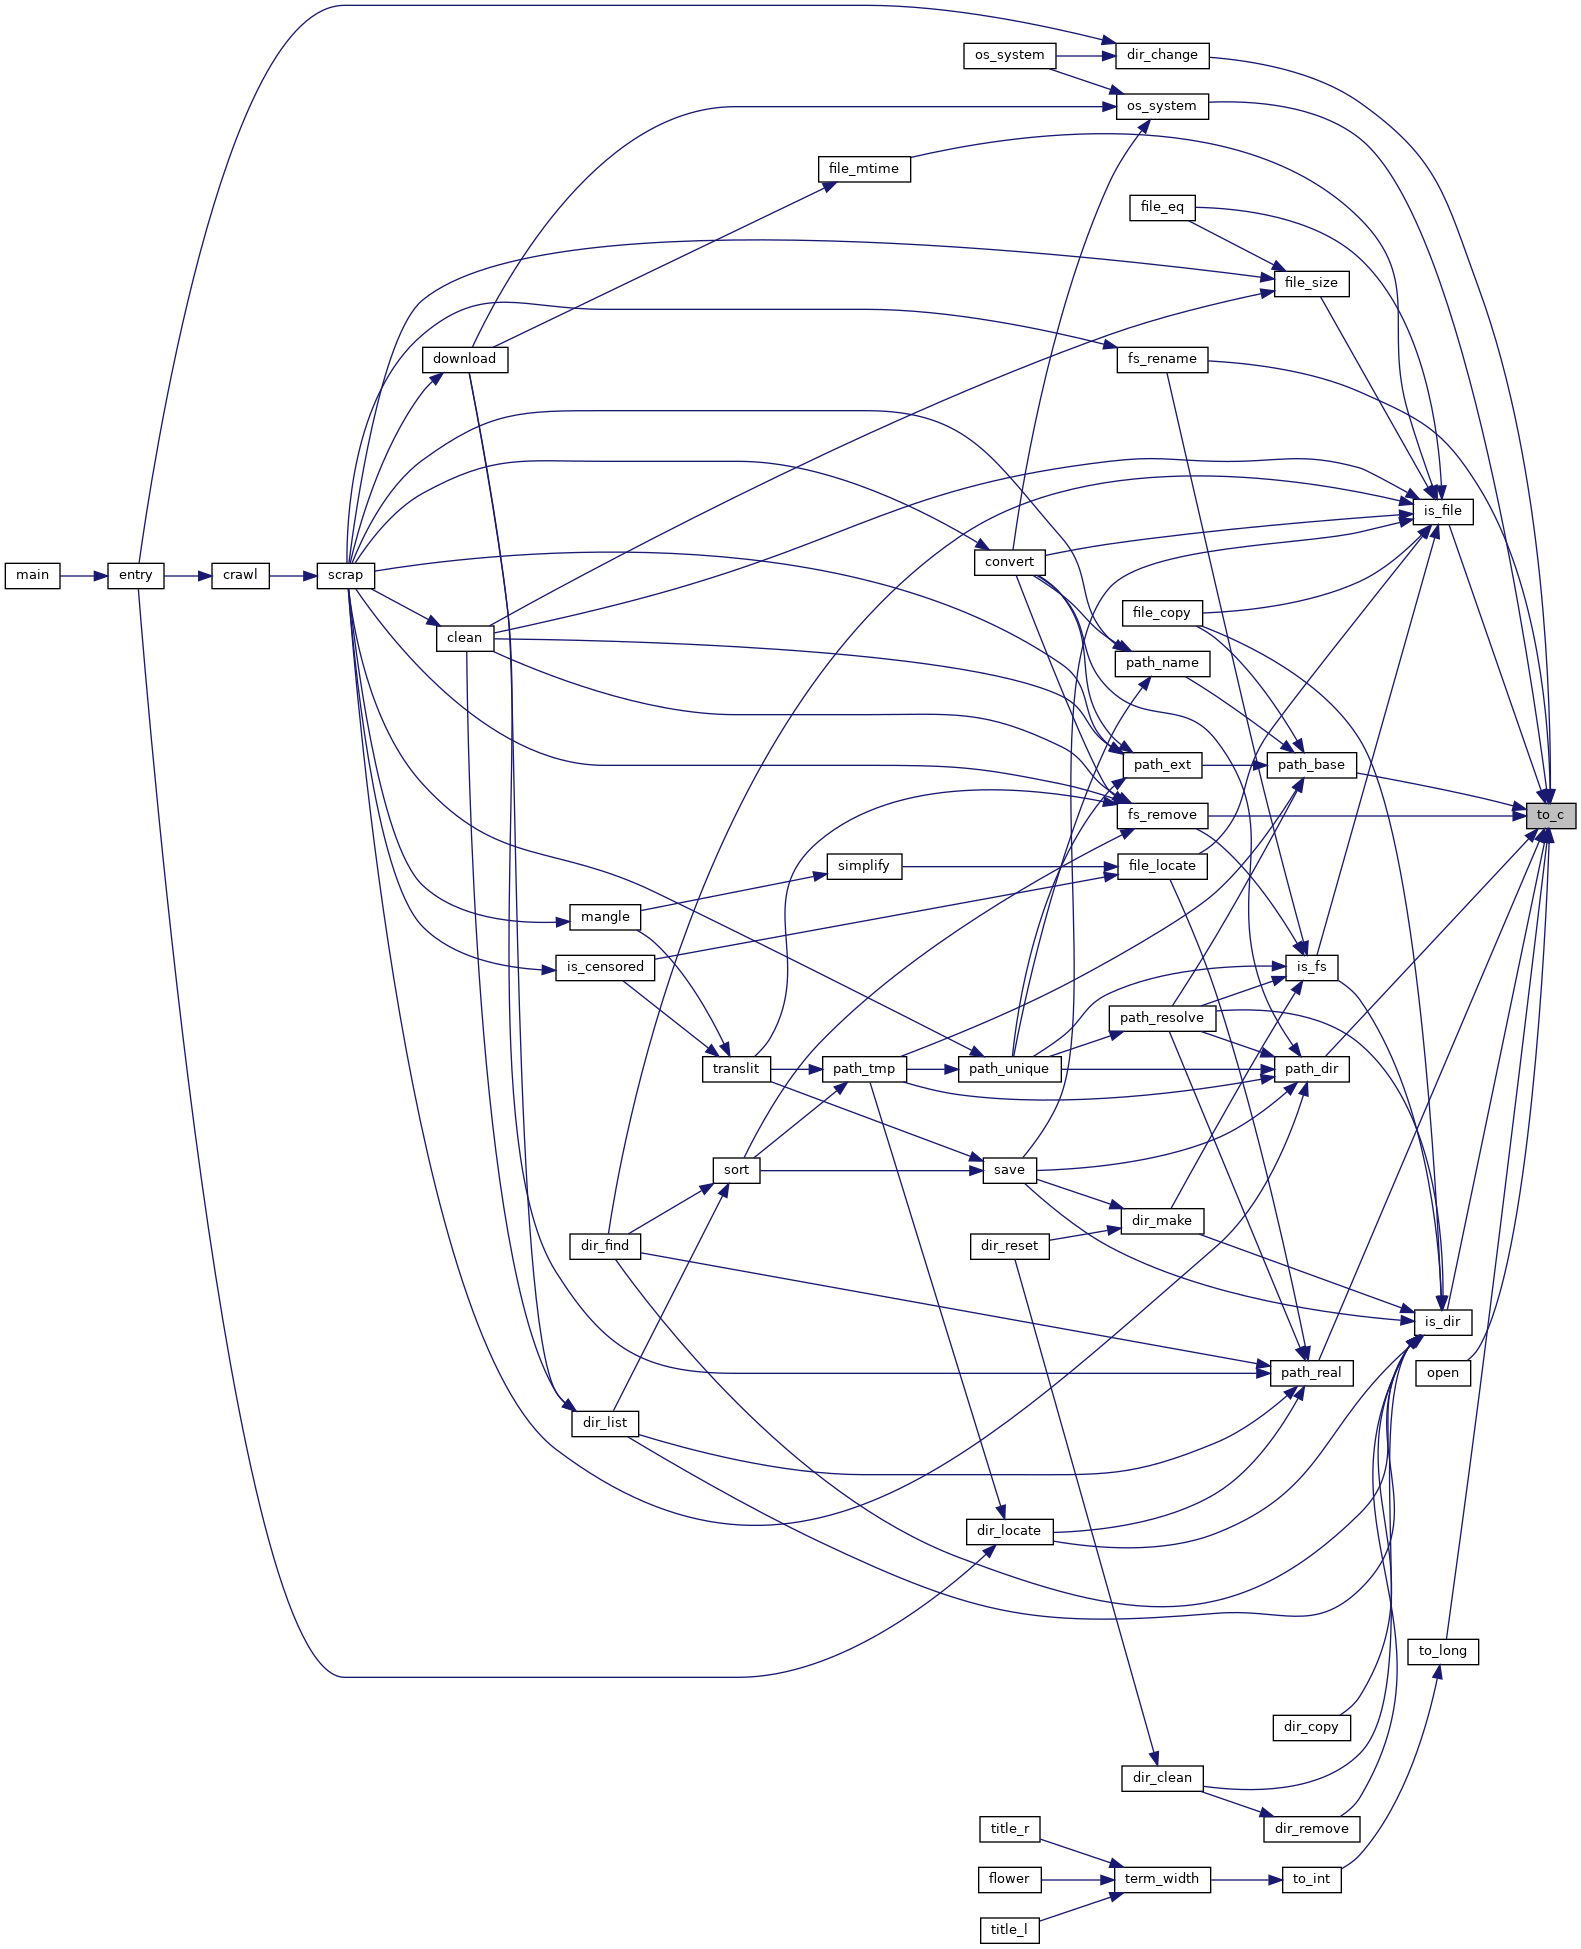 dir_change
os_system
os_system
file_mtime
file_eq
file_size
download
fs_rename
is_file
convert
main
entry
crawl
scrap
file_copy
clean
path_name
path_ext
path_base
fs_remove
to_c
simplify
file_locate
mangle
is_censored
is_fs
path_resolve
translit
path_tmp
path_unique
path_dir
sort
save
dir_make
dir_find
dir_reset
is_dir
path_real
open
dir_list
dir_locate
to_long
dir_copy
dir_clean
title_r
dir_remove
flower
term_width
to_int
title_l